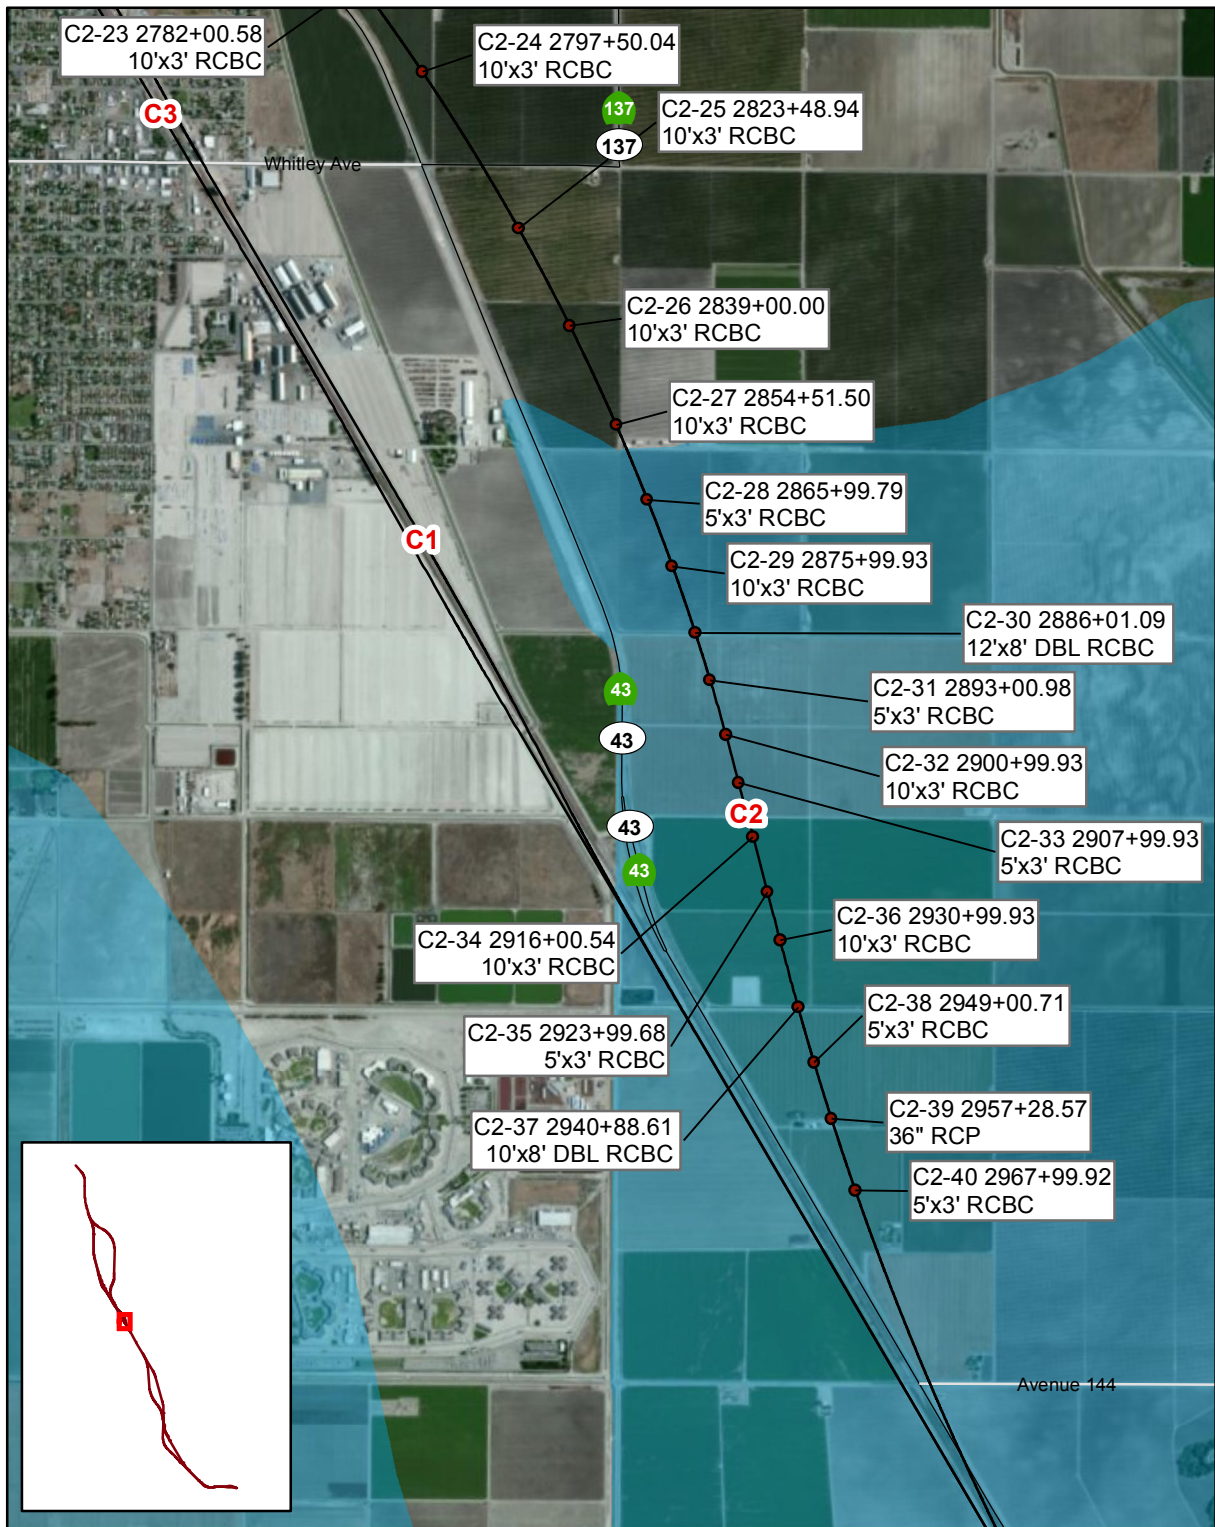 C2-23 2782+00.58
10'x3' RCBC
C2-24 2797+50.04
10'x3' RCBC
C3
137
137
C2-25 2823+48.94
10'x3' RCBC
Whitley Ave
C2-26 2839+00.00
10'x3' RCBC
C2-27 2854+51.50
10'x3' RCBC
C2-28 2865+99.79
5'x3' RCBC
C1
C2-29 2875+99.93
10'x3' RCBC
C2-30 2886+01.09
12'x8' DBL RCBC
43
C2-31 2893+00.98
5'x3' RCBC
43
C2-32 2900+99.93
10'x3' RCBC
C2
43
C2-33 2907+99.93
5'x3' RCBC
43
C2-34 2916+00.54
10'x3' RCBC
C2-36 2930+99.93
10'x3' RCBC
C2-38 2949+00.71
5'x3' RCBC
C2-35 2923+99.68
5'x3' RCBC
C2-39 2957+28.57
36" RCP
C2-37 2940+88.61
10'x8' DBL RCBC
C2-40 2967+99.92
5'x3' RCBC
Avenue 144